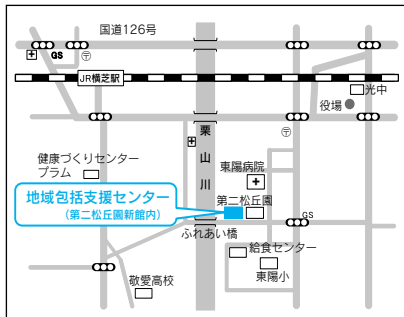 国道126号
GS
〒
JR横芝駅
光中
役場
〒
栗山川
健康づくりセンター
プラム
東陽病院
地域包括支援センター
(第二松丘園新館内)
第二松丘園
GS
ふれあい橋
給食センター
東陽小
敬愛高校